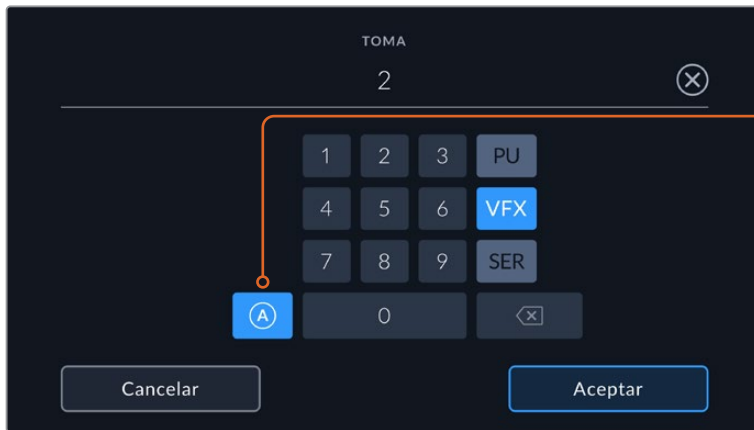 TOMA
2
1 2 3 PU
4 5 6 VFX
7 8 9 SER
A 0
Cancelar Aceptar